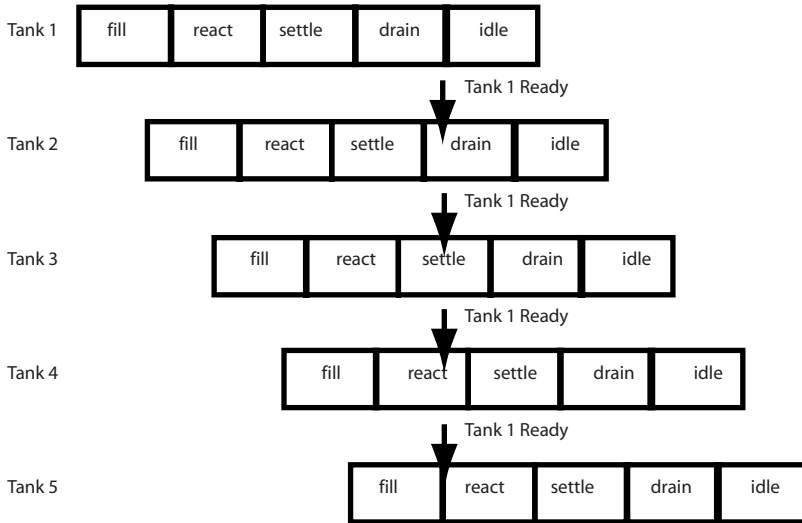 Tank 1 fill react settle drain idle
Tank 1 Ready
Tank 2 fill react settle drain idle
Tank 1 Ready
Tank 3 fill react settle drain idle
Tank 1 Ready
Tank 4 fill react settle drain idle
Tank 1 Ready
Tank 5 fill react settle drain idle